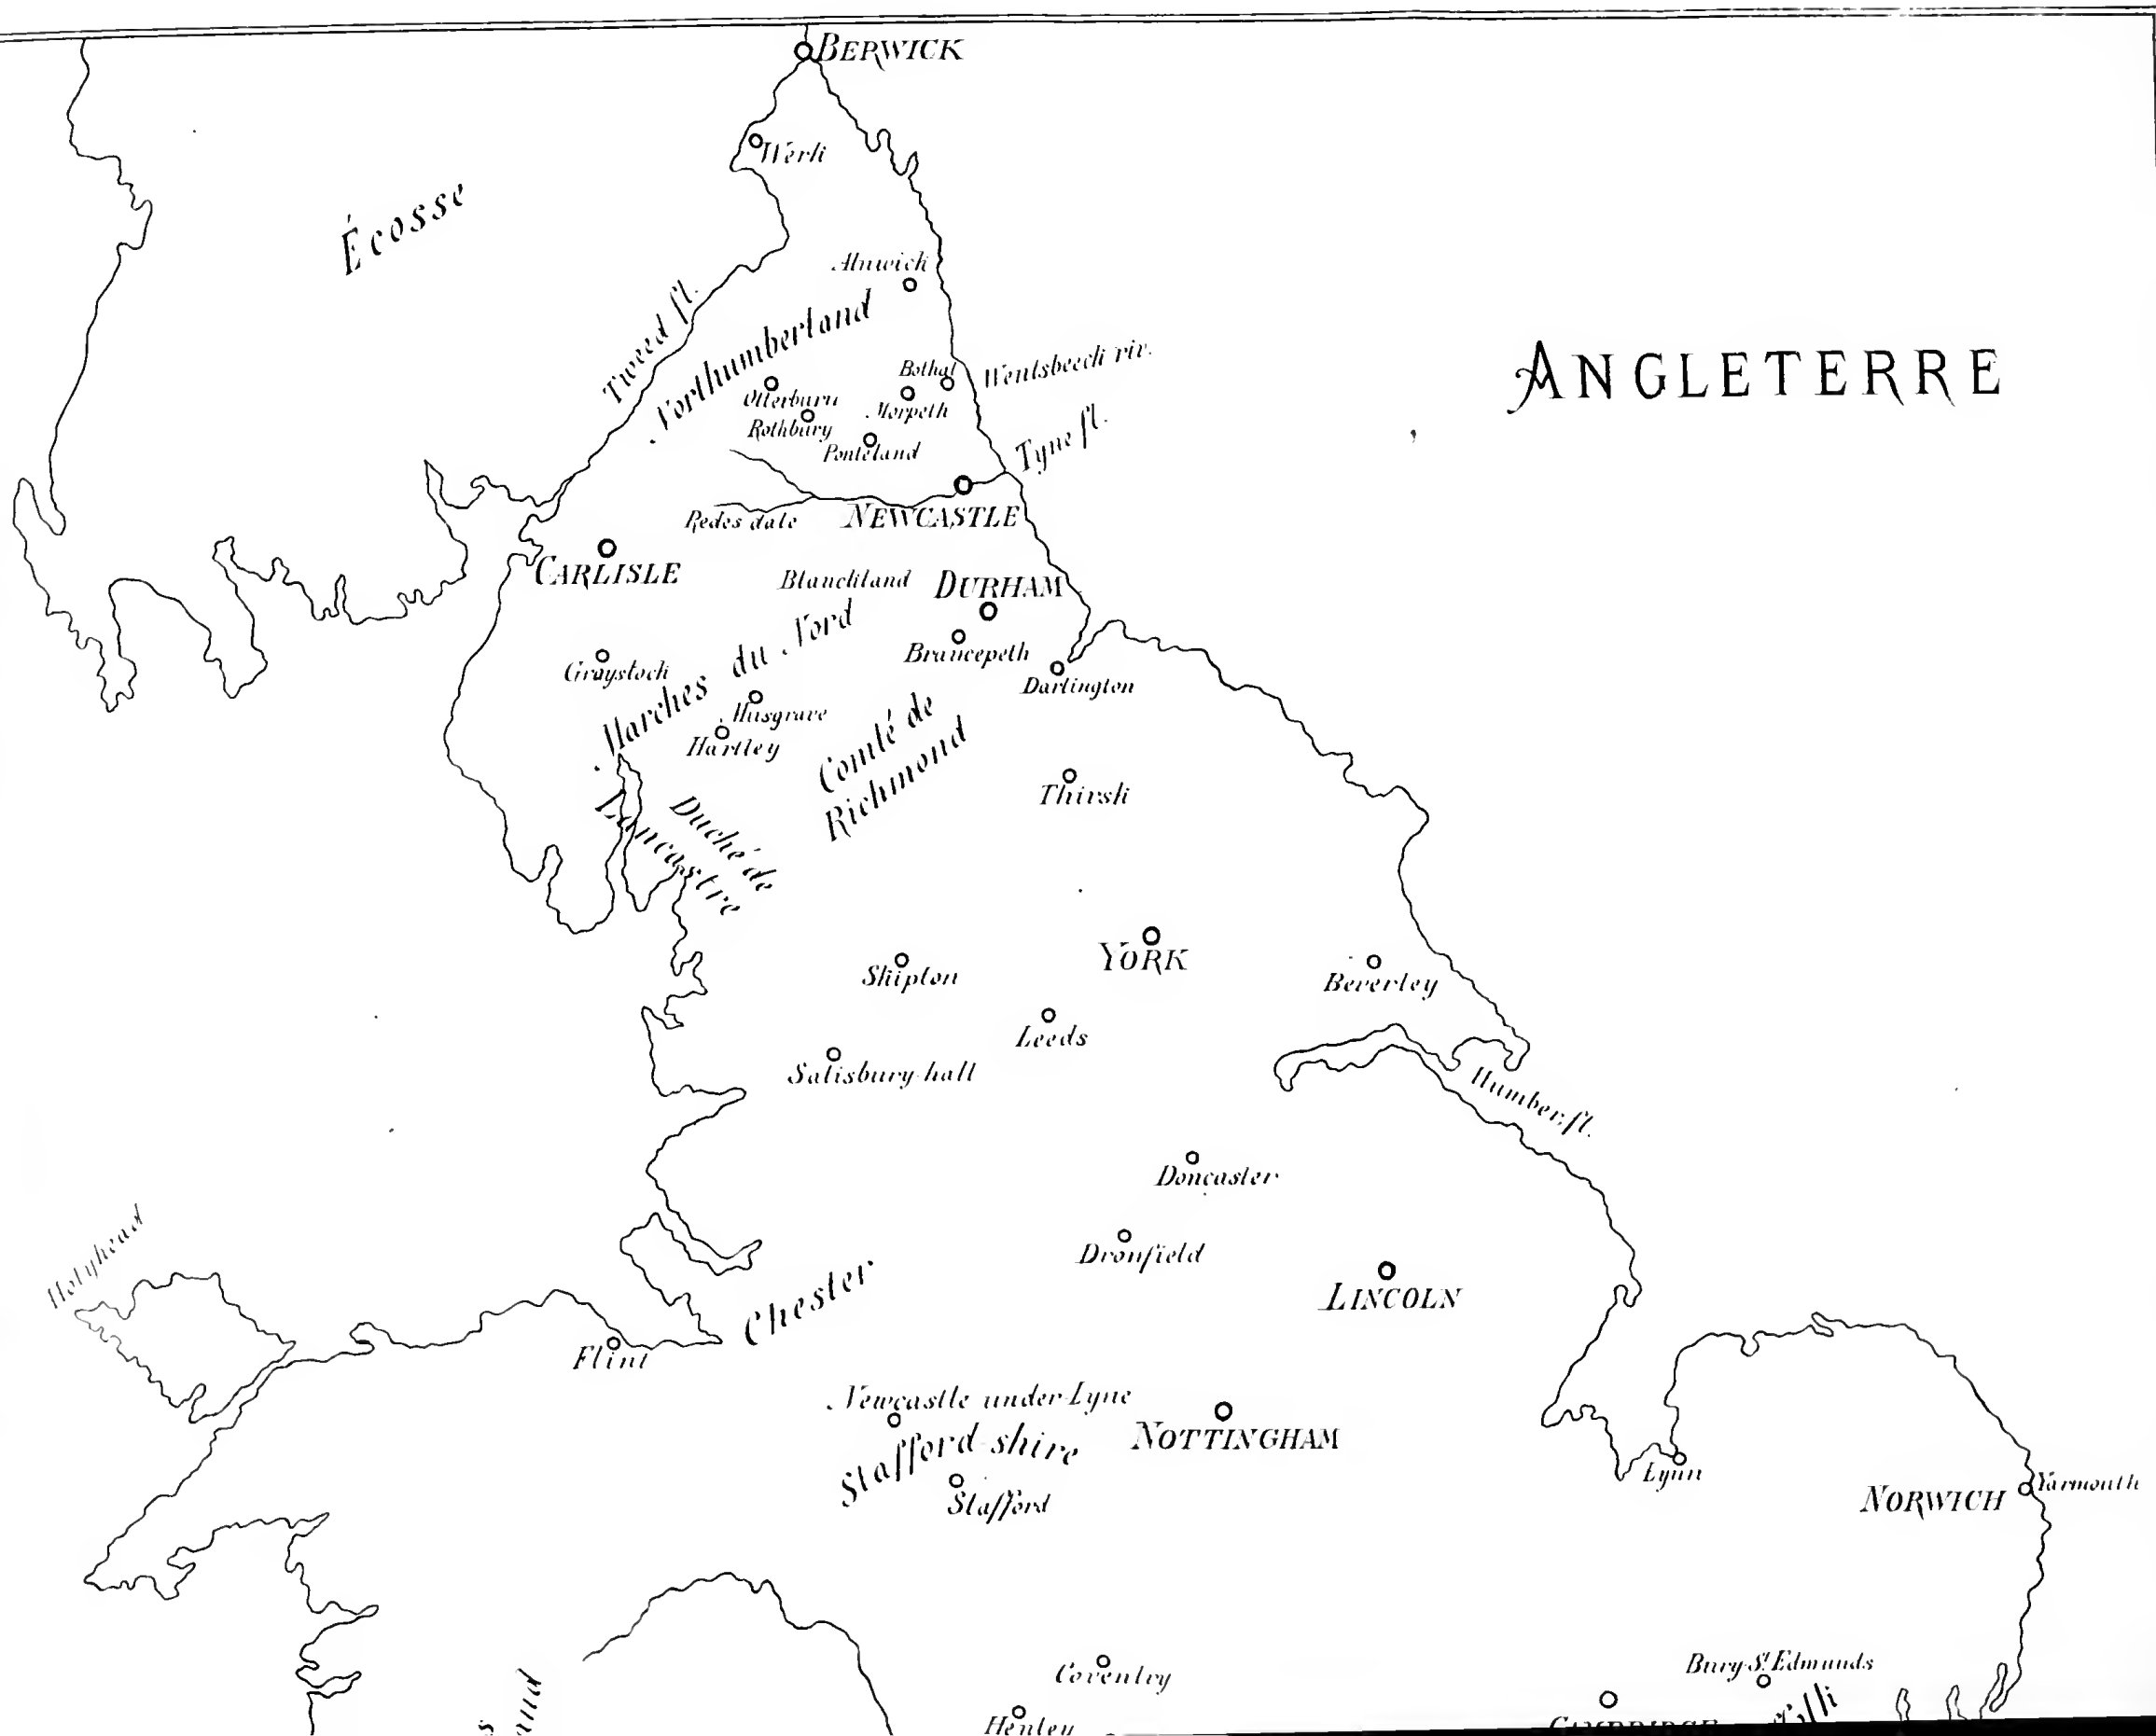 BERWICK
Werk
Écosse
Alnwick
ANGLETERRE
Tweed fl.
Northumberland
Bothal
Wentsbeech riv.
Otterburn
Morpeth
Rothbury
Ponteland
Tyne fl.
Redes dale
NEWCASTLE
CARLISLE
Blanchland
DURHAM
Graystock
Brancepeth
Marches du Nord
Darlington
Musgrave
Hartley
Comté de
Richmond
Thirsk
Duché de
Lancastre
YORK
Skipton
Beverley
Leeds
Salisbury-hall
Humber, fl.
Doncaster
Holyhead
Dronfield
LINCOLN
Chester
Flint
Newcastle under-Lyne
NOTTINGHAM
Stafford-shire
Lynn
Stafford
NORWICH
Yarmouth
Coventry
Bury-St Edmunds
Henley
CAMBRIDGE